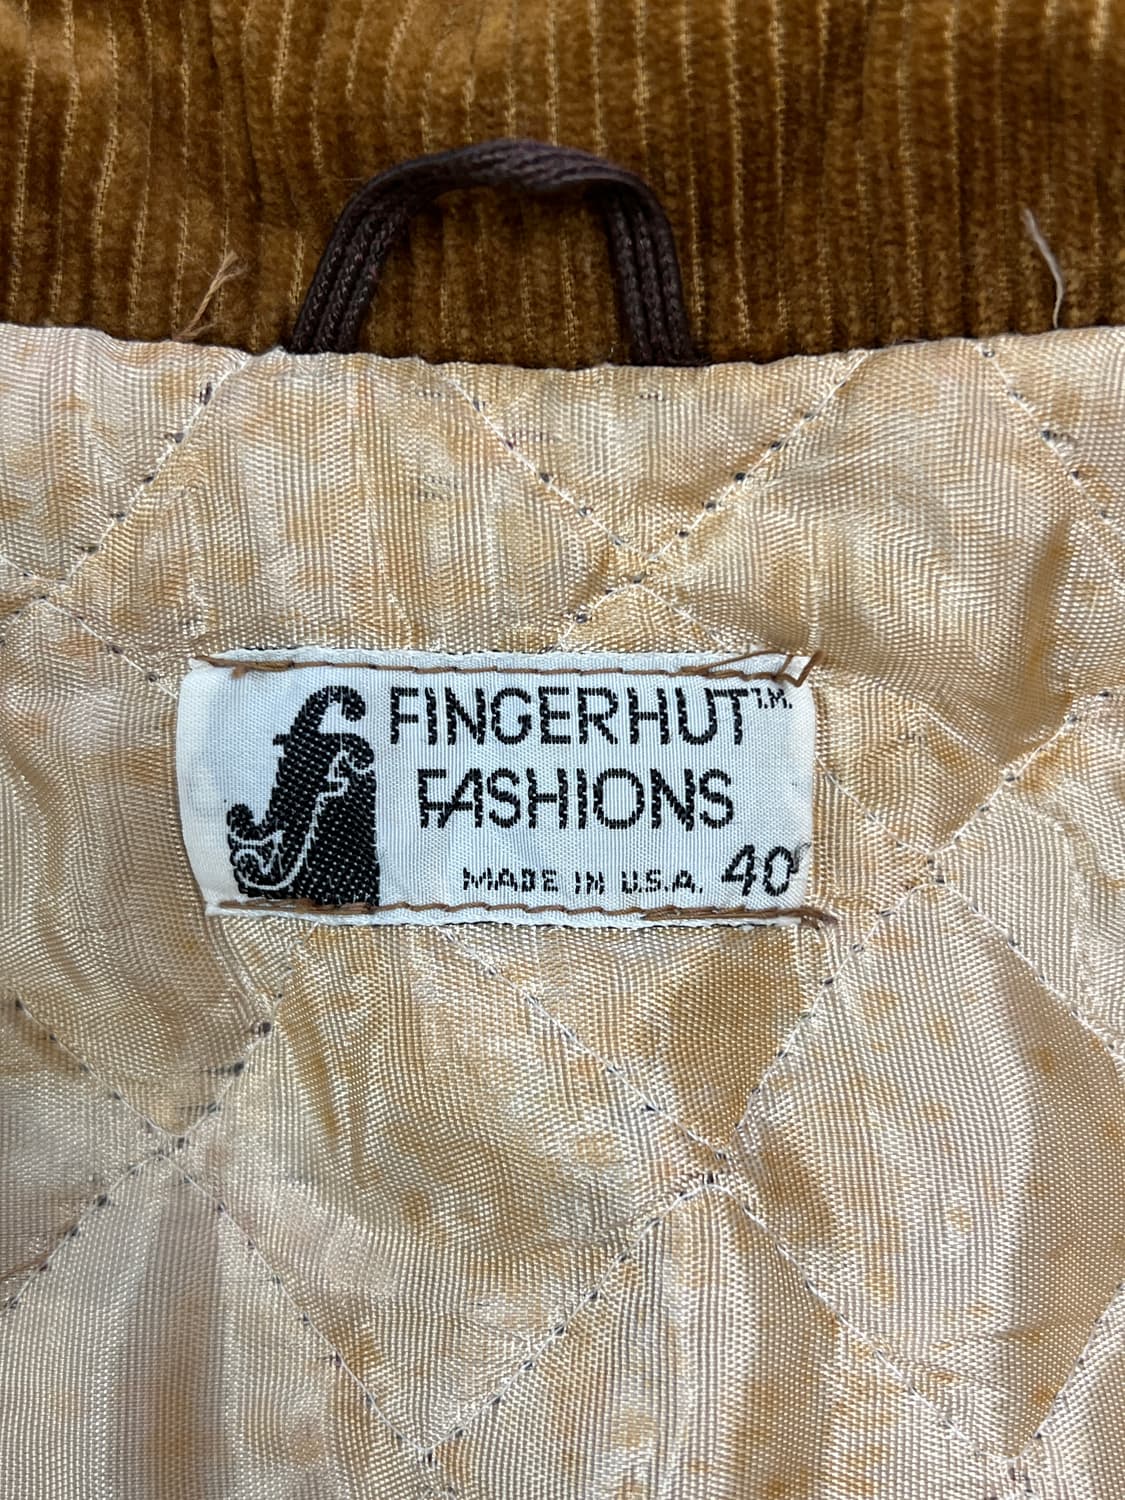 FINGERHUT T.M.
FASHIONS
MADE IN U.S.A. 40